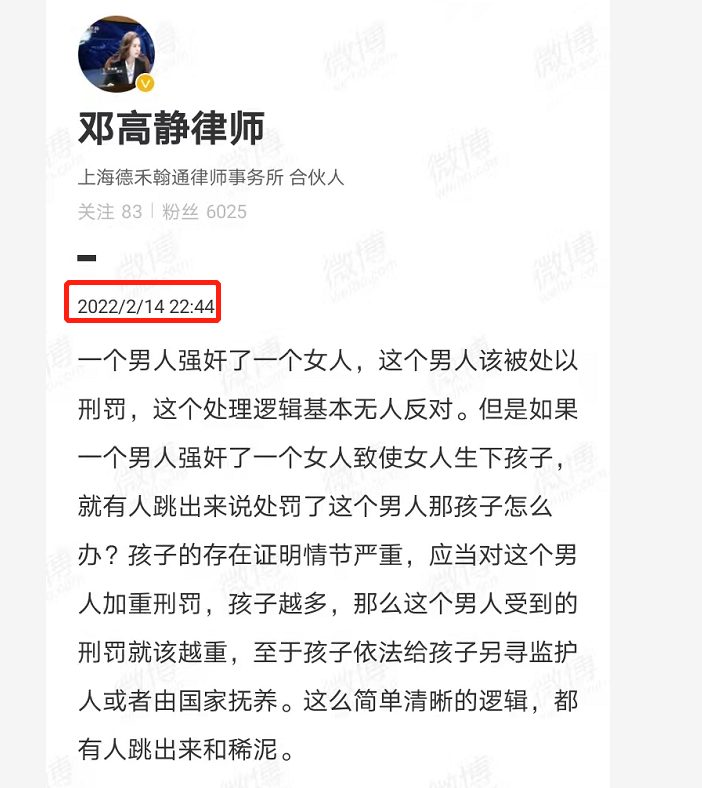 邓高静律师
上海德禾翰通律师事务所 合伙人
关注 83 | 粉丝 6025
2022/2/14 22:44
一个男人强奸了一个女人，这个男人该被处以
刑罚，这个处理逻辑基本无人反对。但是如果
一个男人强奸了一个女人致使女人生下孩子，
就有人跳出来说处罚了这个男人那孩子怎么
办？孩子的存在证明情节严重，应当对这个男
人加重刑罚，孩子越多，那么这个男人受到的
刑罚就该越重，至于孩子依法给孩子另寻监护
人或者由国家抚养。这么简单清晰的逻辑，都
有人跳出来和稀泥。
微博
weibo.com